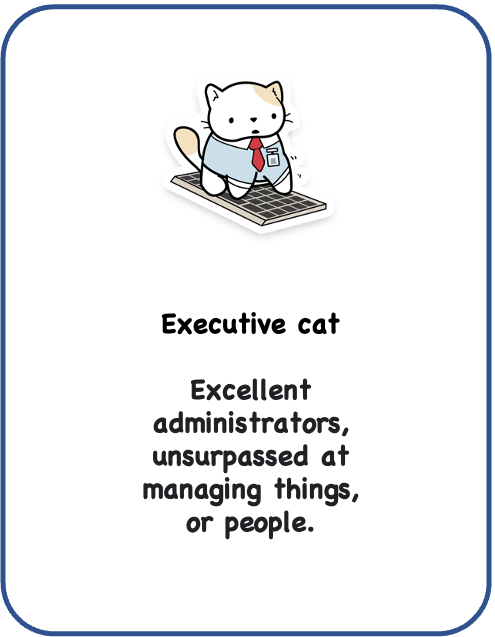 Executive cat
Excellent
administrators,
unsurpassed at
managing things,
or people.